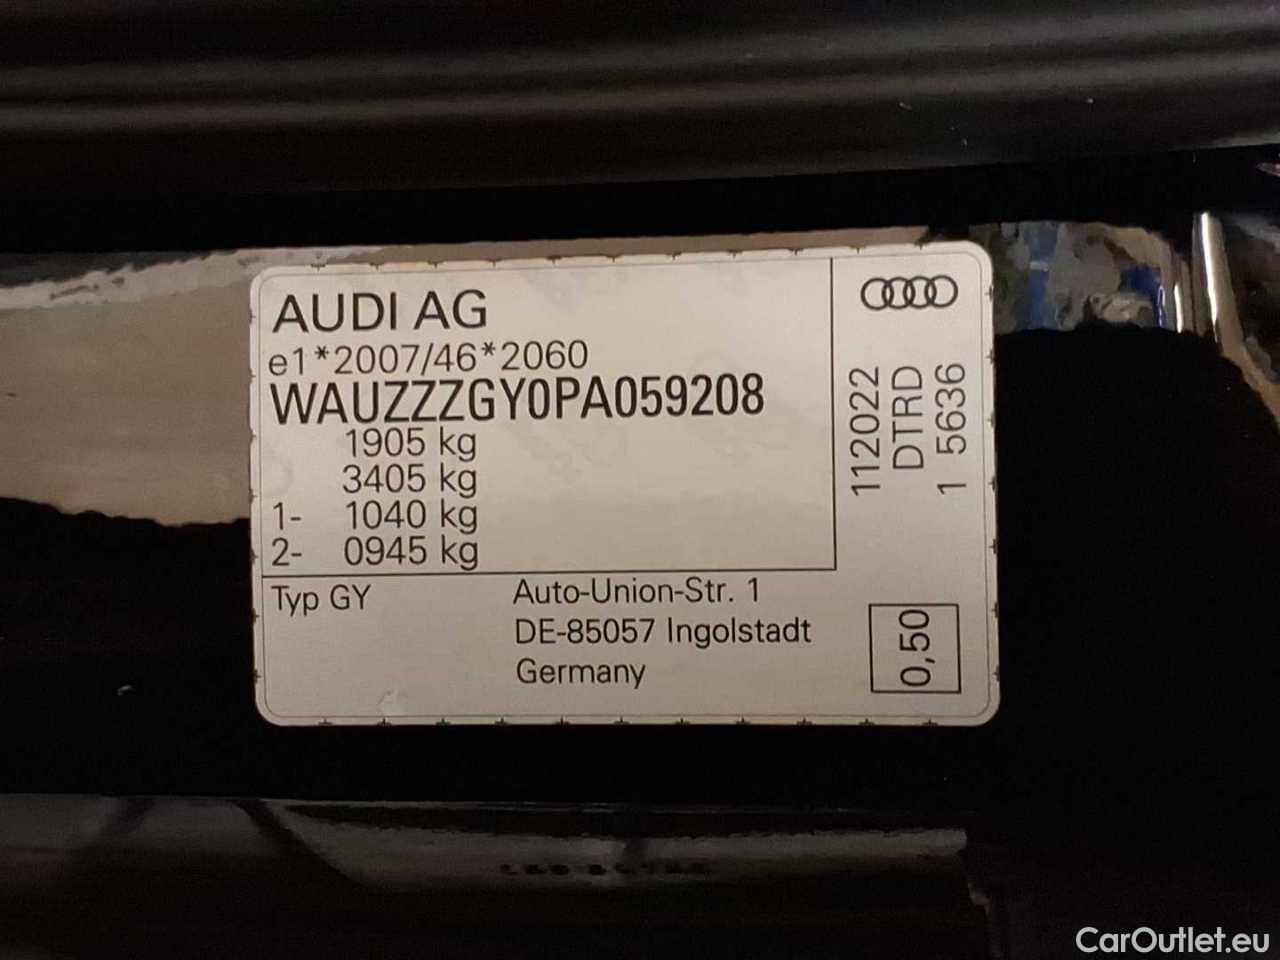 AUDI AG
e1*2007/46*2060
WAUZZZGY0PA059208
1905 kg
3405 kg
1- 1040 kg
2- 0945 kg
Typ GY
Auto-Union-Str. 1
DE-85057 Ingolstadt
Germany
112022
DTRD
1 5636
0,50
CarOutlet.eu